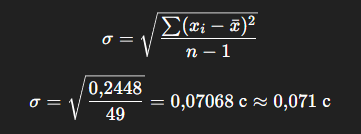 σ = √(∑(xᵢ − x̄)² / (n − 1))
σ = √(0,2448 / 49) = 0,07068 с ≈ 0,071 с